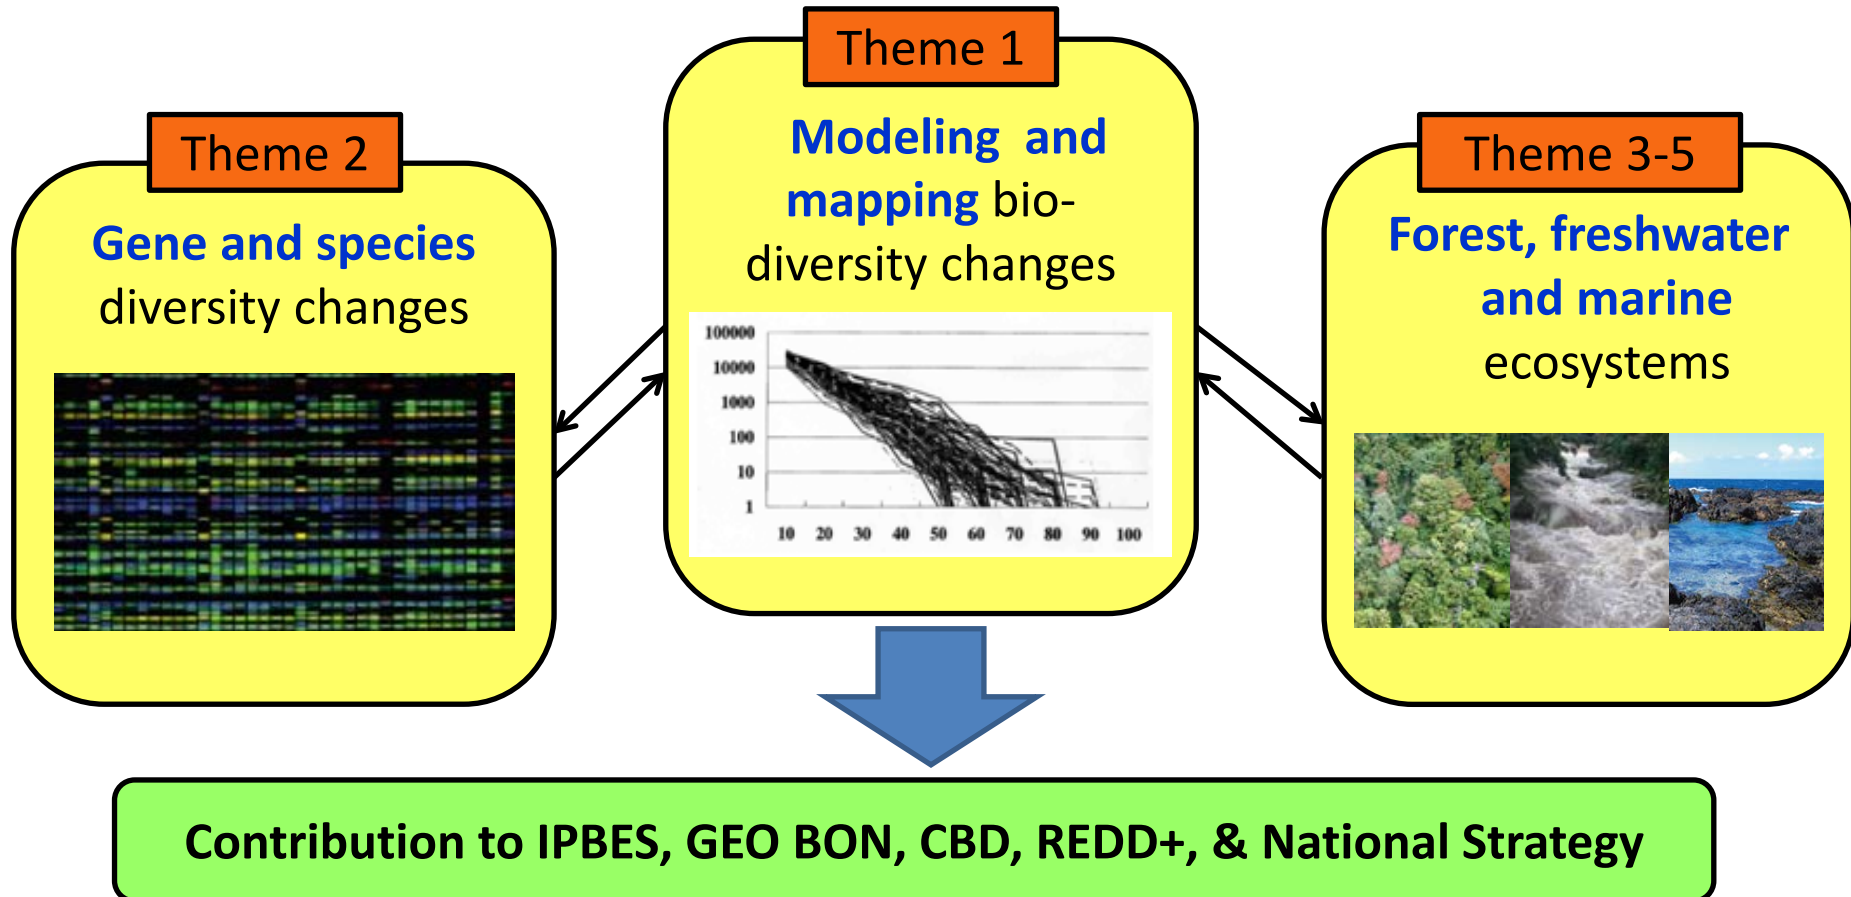 Theme 1
Modeling and
mapping bio-
diversity changes
100000
10000
1000
100
10
1
10 20 30 40 50 60 70 80 90 100
Theme 2
Gene and species
diversity changes
Theme 3-5
Forest, freshwater
and marine
ecosystems
Contribution to IPBES, GEO BON, CBD, REDD+, & National Strategy